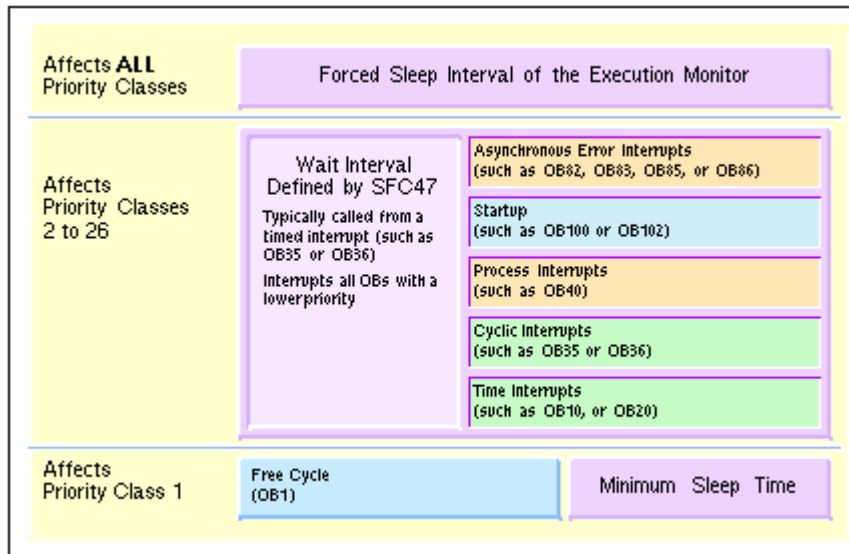 Affects ALL
Priority Classes
Forced Sleep Interval of the Execution Monitor
Affects
Priority Classes
2 to 26
Wait Interval
Defined by SFC47
Typically called from a
timed interrupt (such as
OB35 or OB36)
Interrupts all OBs with a
lowerpriority
Asynchronous Error Interrupts
(such as OB82, OB83, OB85, or OB86)
Startup
(such as OB100 or OB102)
Process Interrupts
(such as OB40)
Cyclic Interrupts
(such as OB35 or OB36)
Time Interrupts
(such as OB10, or OB20)
Affects
Priority Class 1
Free Cycle
(OB1)
Minimum Sleep Time